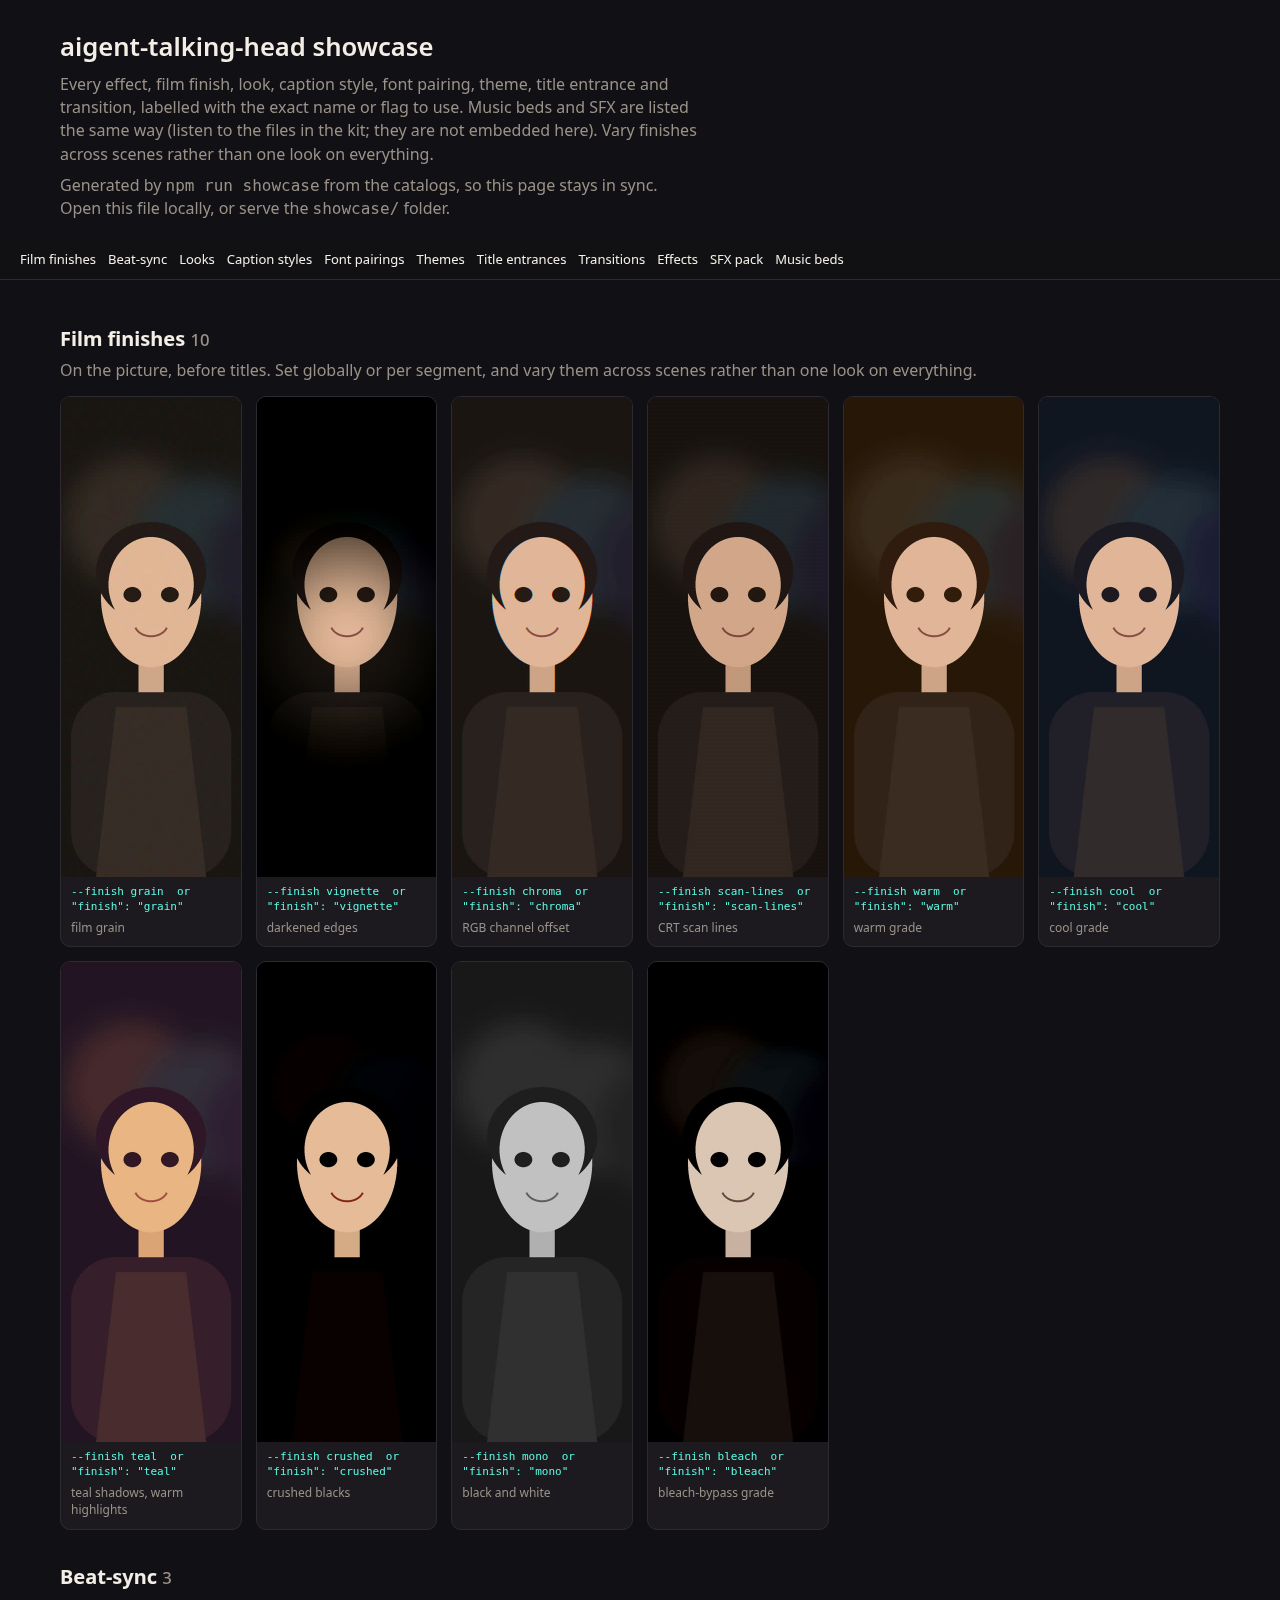 aigent-talking-head showcase
Every effect, film finish, look, caption style, font pairing, theme, title entrance and
transition, labelled with the exact name or flag to use. Music beds and SFX are listed
the same way (listen to the files in the kit; they are not embedded here). Vary finishes
across scenes rather than one look on everything.
Generated by npm run showcase from the catalogs, so this page stays in sync.
Open this file locally, or serve the showcase/ folder.
Film finishes Beat-sync Looks Caption styles Font pairings Themes Title entrances Transitions Effects SFX pack Music beds
Film finishes 10
On the picture, before titles. Set globally or per segment, and vary them across scenes rather than one look on everything.
--finish grain or
"finish": "grain"
film grain
--finish vignette or
"finish": "vignette"
darkened edges
--finish chroma or
"finish": "chroma"
RGB channel offset
--finish scan-lines or
"finish": "scan-lines"
CRT scan lines
--finish warm or
"finish": "warm"
warm grade
--finish cool or
"finish": "cool"
cool grade
--finish teal or
"finish": "teal"
teal shadows, warm
highlights
--finish crushed or
"finish": "crushed"
crushed blacks
--finish mono or
"finish": "mono"
black and white
--finish bleach or
"finish": "bleach"
bleach-bypass grade
Beat-sync 3